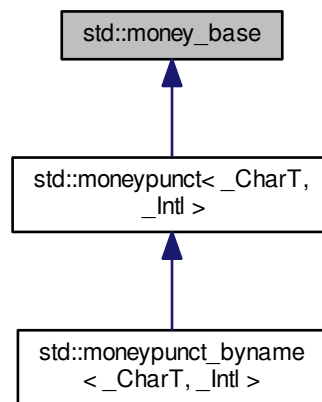 std::money_base
std::moneypunct< _CharT,
_Intl >
std::moneypunct_byname
< _CharT, _Intl >